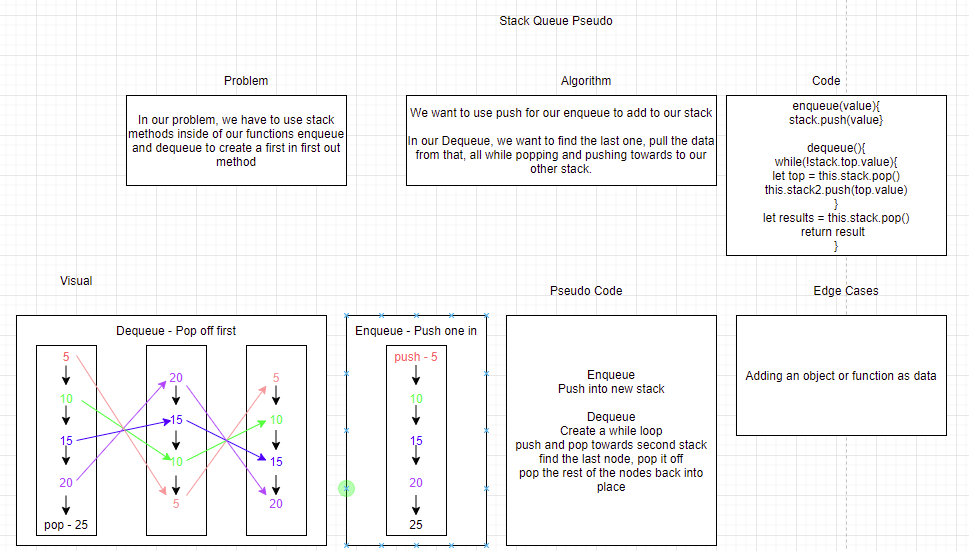 Stack Queue Pseudo
Problem
Algorithm
Code
In our problem, we have to use stack
methods inside of our functions enqueue
and dequeue to create a first in first out
method
We want to use push for our enqueue to add to our stack
In our Dequeue, we want to find the last one, pull the data
from that, all while popping and pushing towards to our
other stack.
enqueue(value){
stack.push(value}
dequeue(){
while(!stack.top.value){
let top = this.stack.pop()
this.stack2.push(top.value)
}
let results = this.stack.pop()
return result
}
Visual
Pseudo Code
Edge Cases
Dequeue - Pop off first
5
10
15
20
pop - 25
20
15
10
5
5
10
15
20
Enqueue - Push one in
push - 5
10
15
20
25
Enqueue
Push into new stack
Dequeue
Create a while loop
push and pop towards second stack
find the last node, pop it off
pop the rest of the nodes back into
place
Adding an object or function as data